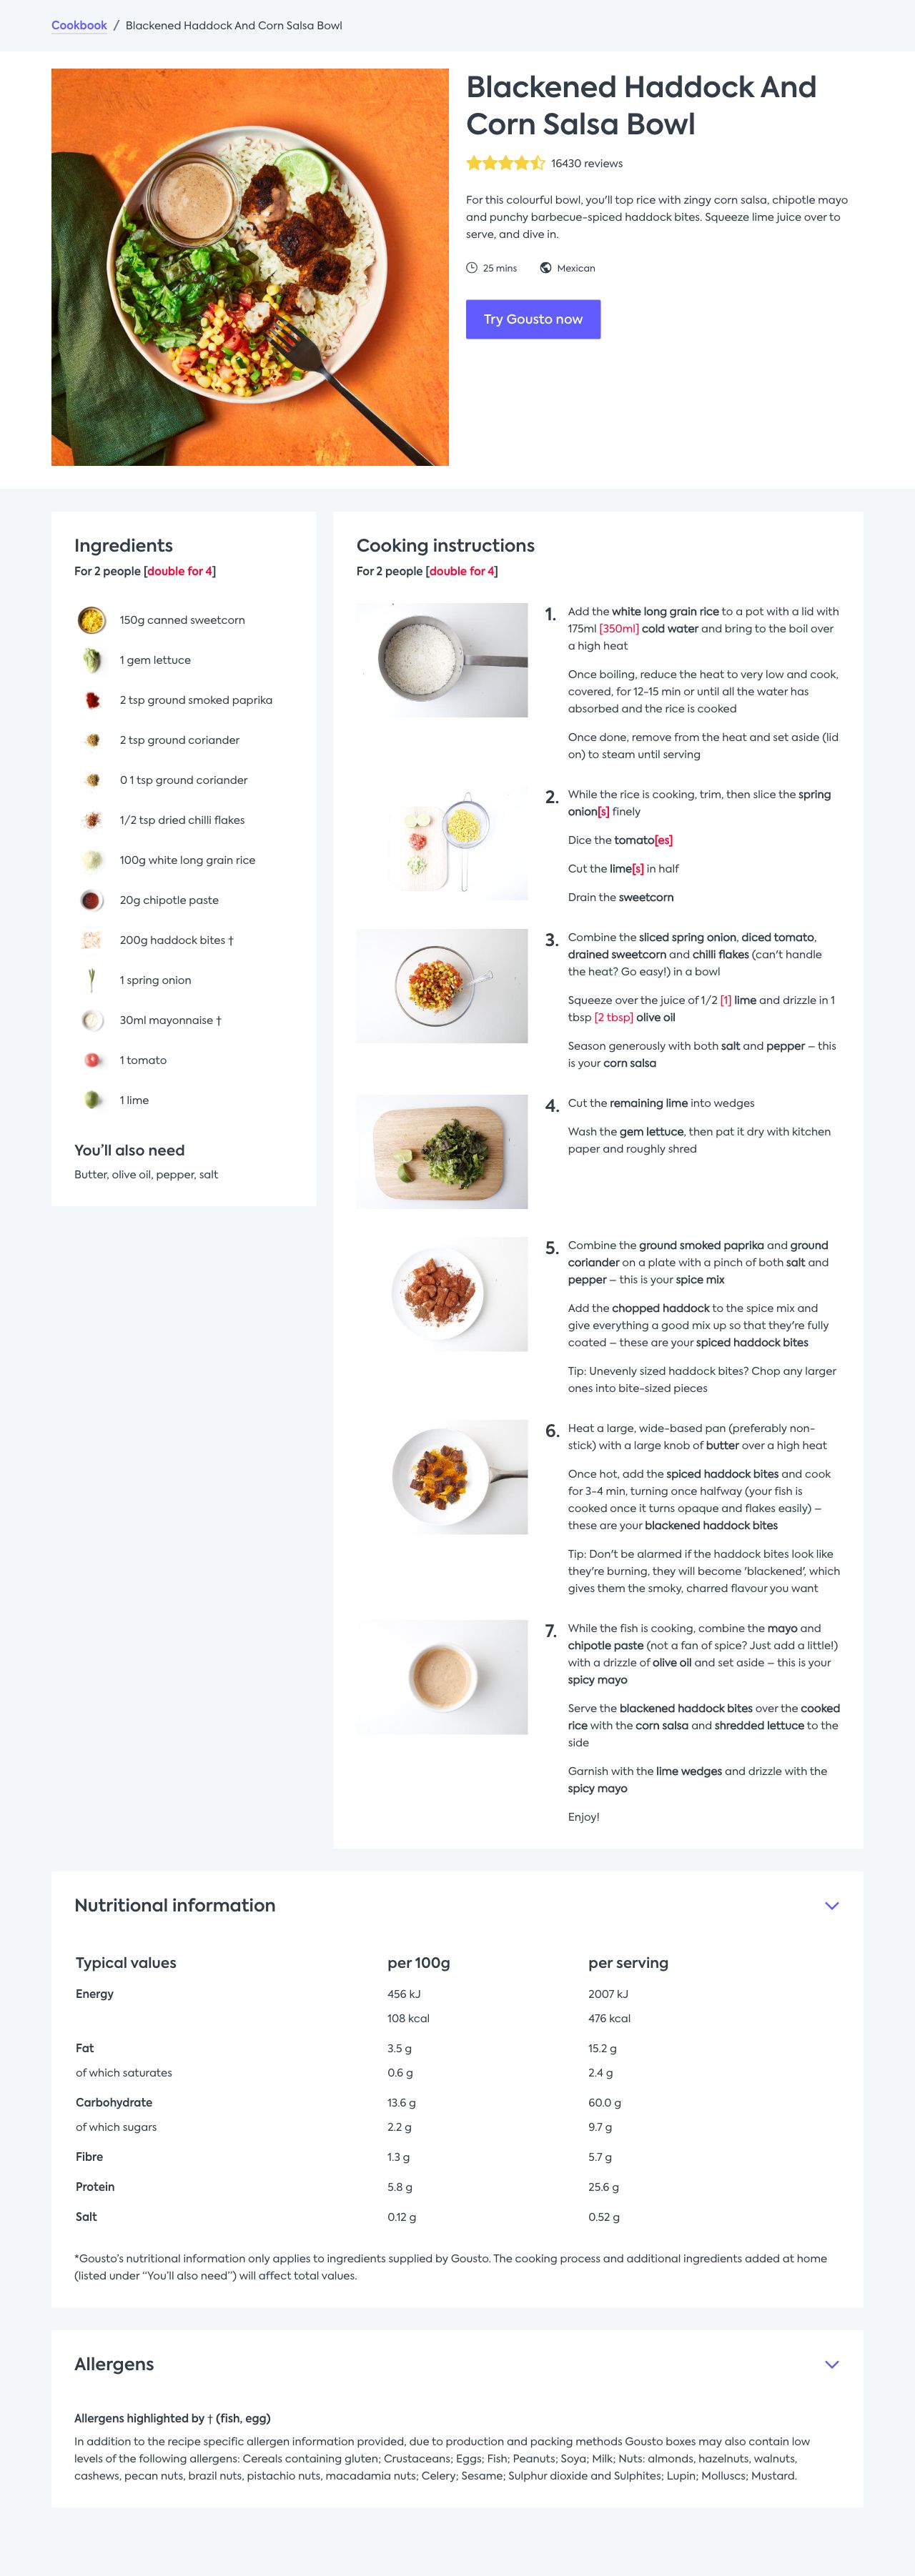 Cookbook / Blackened Haddock And Corn Salsa Bowl
Blackened Haddock And
Corn Salsa Bowl
16430 reviews
For this colourful bowl, you'll top rice with zingy corn salsa, chipotle mayo
and punchy barbecue-spiced haddock bites. Squeeze lime juice over to
serve, and dive in.
25 mins Mexican
Try Gousto now
Ingredients
For 2 people [double for 4]
150g canned sweetcorn
1 gem lettuce
2 tsp ground smoked paprika
2 tsp ground coriander
0 1 tsp ground coriander
1/2 tsp dried chilli flakes
100g white long grain rice
20g chipotle paste
200g haddock bites †
1 spring onion
30ml mayonnaise †
1 tomato
1 lime
You'll also need
Butter, olive oil, pepper, salt
Cooking instructions
For 2 people [double for 4]
1. Add the white long grain rice to a pot with a lid with
175ml [350ml] cold water and bring to the boil over
a high heat
Once boiling, reduce the heat to very low and cook,
covered, for 12-15 min or until all the water has
absorbed and the rice is cooked
Once done, remove from the heat and set aside (lid
on) to steam until serving
2. While the rice is cooking, trim, then slice the spring
onion[s] finely
Dice the tomato[es]
Cut the lime[s] in half
Drain the sweetcorn
3. Combine the sliced spring onion, diced tomato,
drained sweetcorn and chilli flakes (can't handle
the heat? Go easy!) in a bowl
Squeeze over the juice of 1/2 [1] lime and drizzle in 1
tbsp [2 tbsp] olive oil
Season generously with both salt and pepper – this
is your corn salsa
4. Cut the remaining lime into wedges
Wash the gem lettuce, then pat it dry with kitchen
paper and roughly shred
5. Combine the ground smoked paprika and ground
coriander on a plate with a pinch of both salt and
pepper – this is your spice mix
Add the chopped haddock to the spice mix and
give everything a good mix up so that they're fully
coated – these are your spiced haddock bites
Tip: Unevenly sized haddock bites? Chop any larger
ones into bite-sized pieces
6. Heat a large, wide-based pan (preferably non-
stick) with a large knob of butter over a high heat
Once hot, add the spiced haddock bites and cook
for 3-4 min, turning once halfway (your fish is
cooked once it turns opaque and flakes easily) –
these are your blackened haddock bites
Tip: Don't be alarmed if the haddock bites look like
they're burning, they will become 'blackened', which
gives them the smoky, charred flavour you want
7. While the fish is cooking, combine the mayo and
chipotle paste (not a fan of spice? Just add a little!)
with a drizzle of olive oil and set aside – this is your
spicy mayo
Serve the blackened haddock bites over the cooked
rice with the corn salsa and shredded lettuce to the
side
Garnish with the lime wedges and drizzle with the
spicy mayo
Enjoy!
Nutritional information
Typical values per 100g per serving
Energy 456 kJ 2007 kJ
108 kcal 476 kcal
Fat 3.5 g 15.2 g
of which saturates 0.6 g 2.4 g
Carbohydrate 13.6 g 60.0 g
of which sugars 2.2 g 9.7 g
Fibre 1.3 g 5.7 g
Protein 5.8 g 25.6 g
Salt 0.12 g 0.52 g
*Gousto's nutritional information only applies to ingredients supplied by Gousto. The cooking process and additional ingredients added at home
(listed under “You'll also need”) will affect total values.
Allergens
Allergens highlighted by † (fish, egg)
In addition to the recipe specific allergen information provided, due to production and packing methods Gousto boxes may also contain low
levels of the following allergens: Cereals containing gluten; Crustaceans; Eggs; Fish; Peanuts; Soya; Milk; Nuts: almonds, hazelnuts, walnuts,
cashews, pecan nuts, brazil nuts, pistachio nuts, macadamia nuts; Celery; Sesame; Sulphur dioxide and Sulphites; Lupin; Molluscs; Mustard.